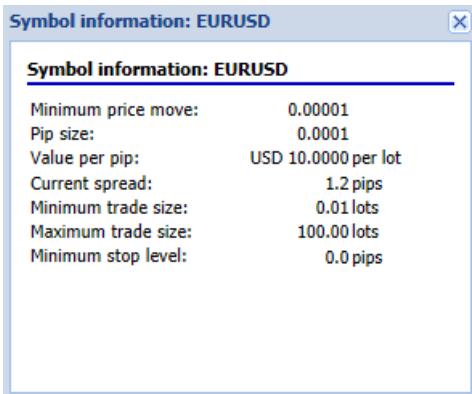 Symbol information: EURUSD
Symbol information: EURUSD
Minimum price move: 0.00001
Pip size: 0.0001
Value per pip: USD 10.0000 per lot
Current spread: 1.2 pips
Minimum trade size: 0.01 lots
Maximum trade size: 100.00 lots
Minimum stop level: 0.0 pips